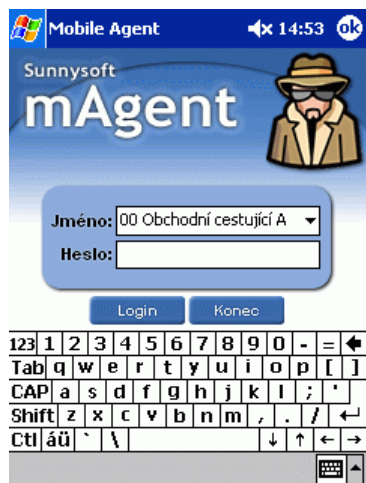 Mobile Agent 14:53 ok
Sunnysoft
mAgent
Jméno: 00 Obchodní cestující A
Heslo:
Login Konec
123 1 2 3 4 5 6 7 8 9 0 - =
Tab q w e r t y u i o p [ ]
CAP a s d f g h j k l ; '
Shift z x c v b n m , . /
Ctl áü ` \